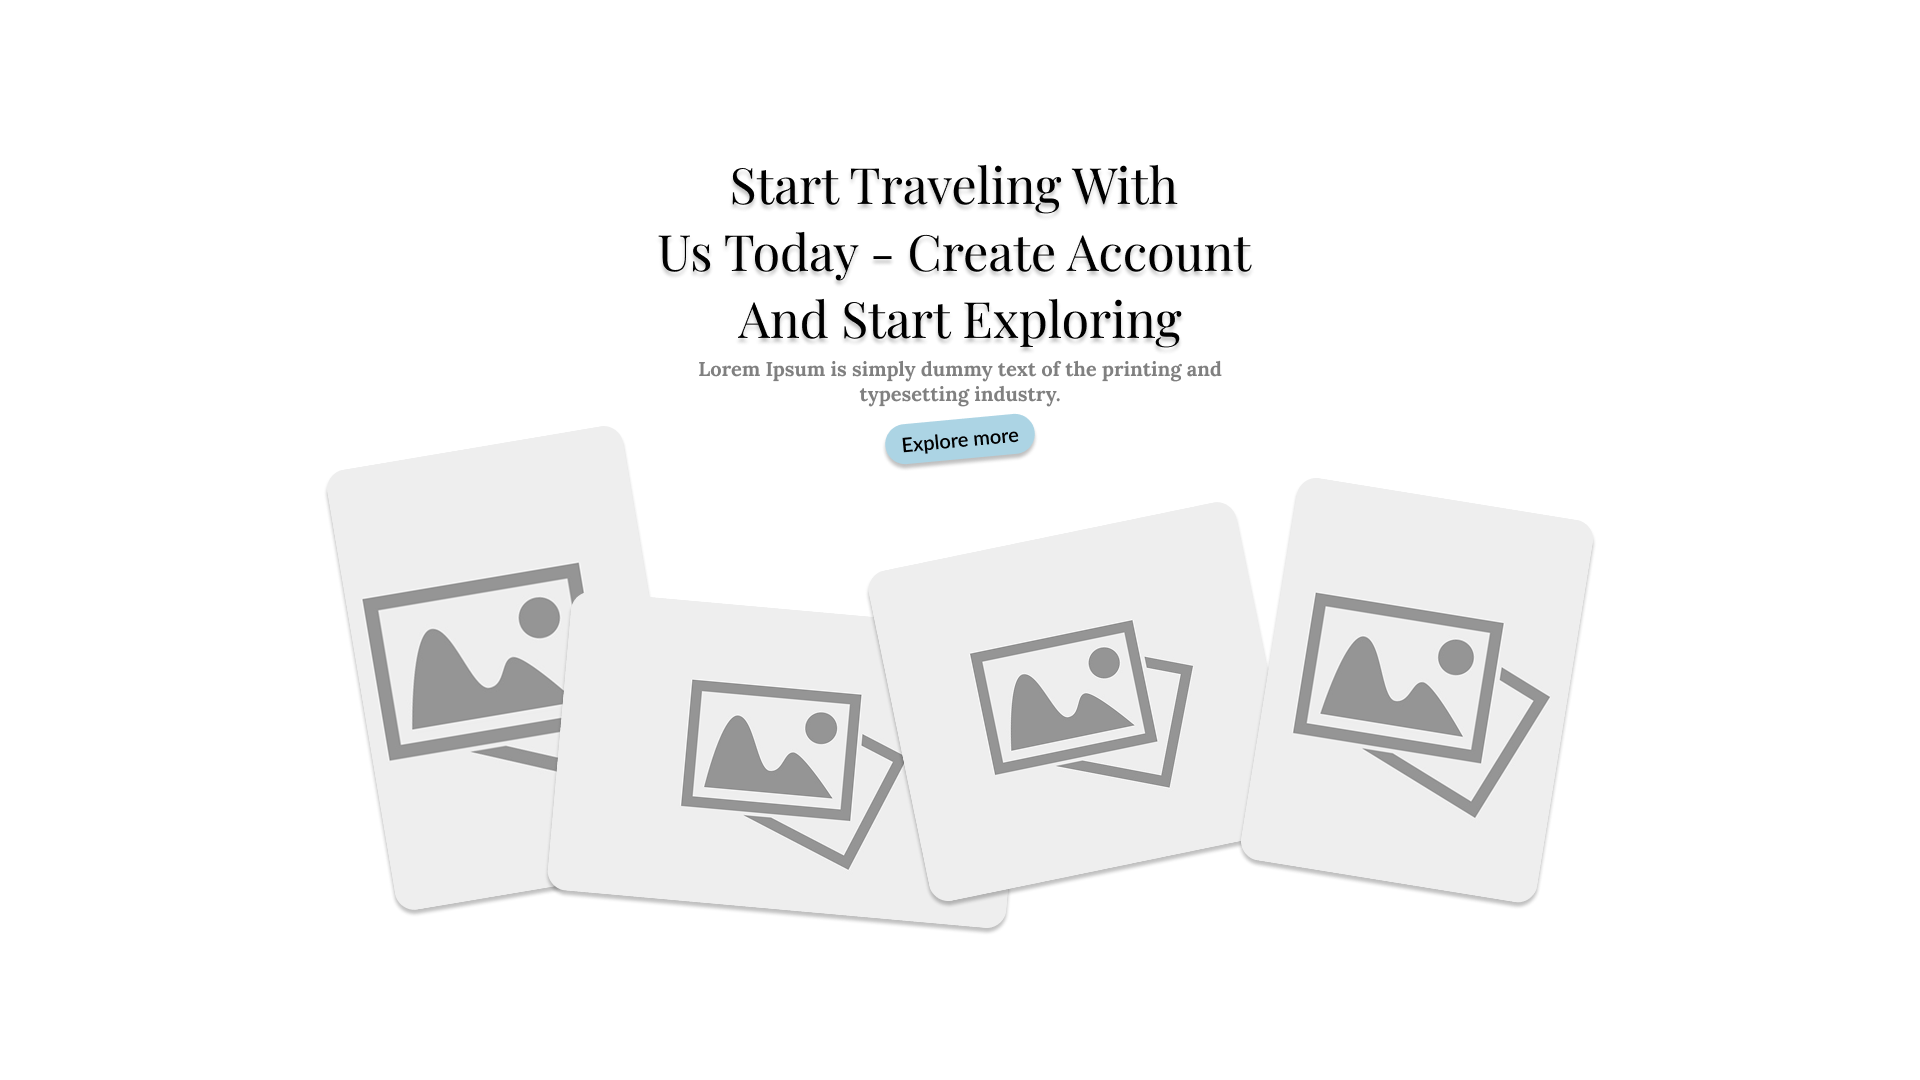 Start Traveling With
Us Today - Create Account
And Start Exploring
Lorem Ipsum is simply dummy text of the printing and
typesetting industry.
Explore more